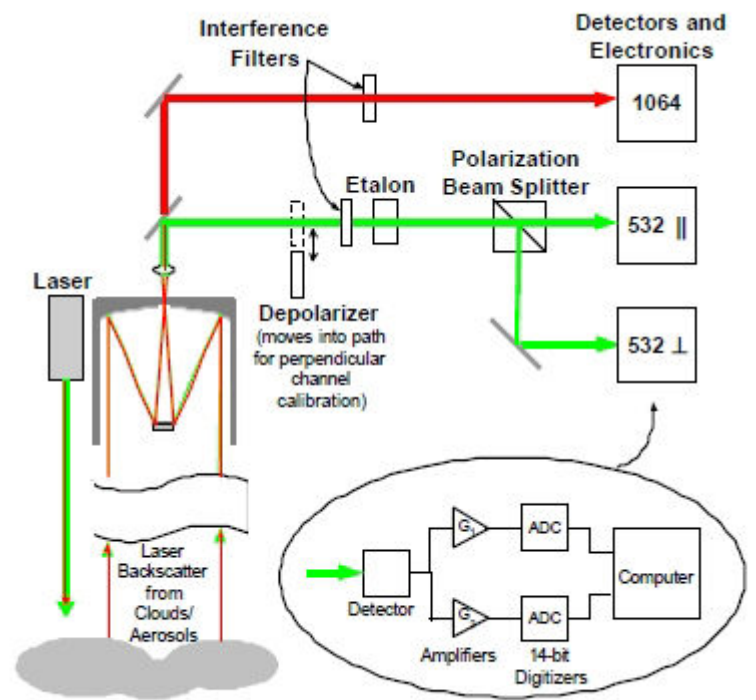 Interference
Filters
Detectors and
Electronics
1064
Polarization
Beam Splitter
Etalon
532 ||
Laser
Depolarizer
(moves into path
for perpendicular
channel
calibration)
532 ⊥
Laser
Backscatter
from
Clouds/
Aerosols
G1
ADC
Computer
Detector
G2
ADC
Amplifiers
14-bit
Digitizers